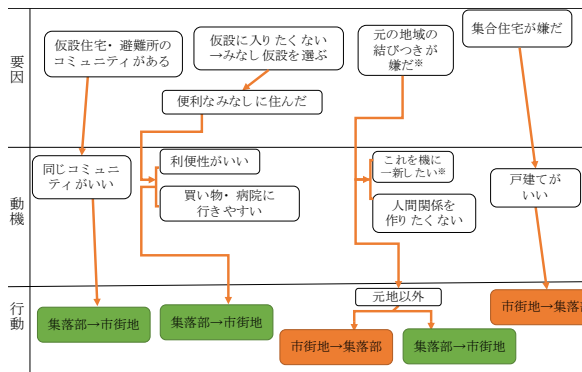 要因
仮設住宅・避難所の
コミュニティがある
仮設に入りたくない
→みなし仮設を選ぶ
便利なみなしに住んだ
元の地域の
結びつきが
嫌だ※
集合住宅が嫌だ
動機
同じコミュニ
ティがいい
利便性がいい
買い物・病院に
行きやすい
これを機に
一新したい※
人間関係を
作りたくない
戸建てが
いい
行動
集落部→市街地
集落部→市街地
元地以外
市街地→集落部
集落部→市街地
市街地→集落部